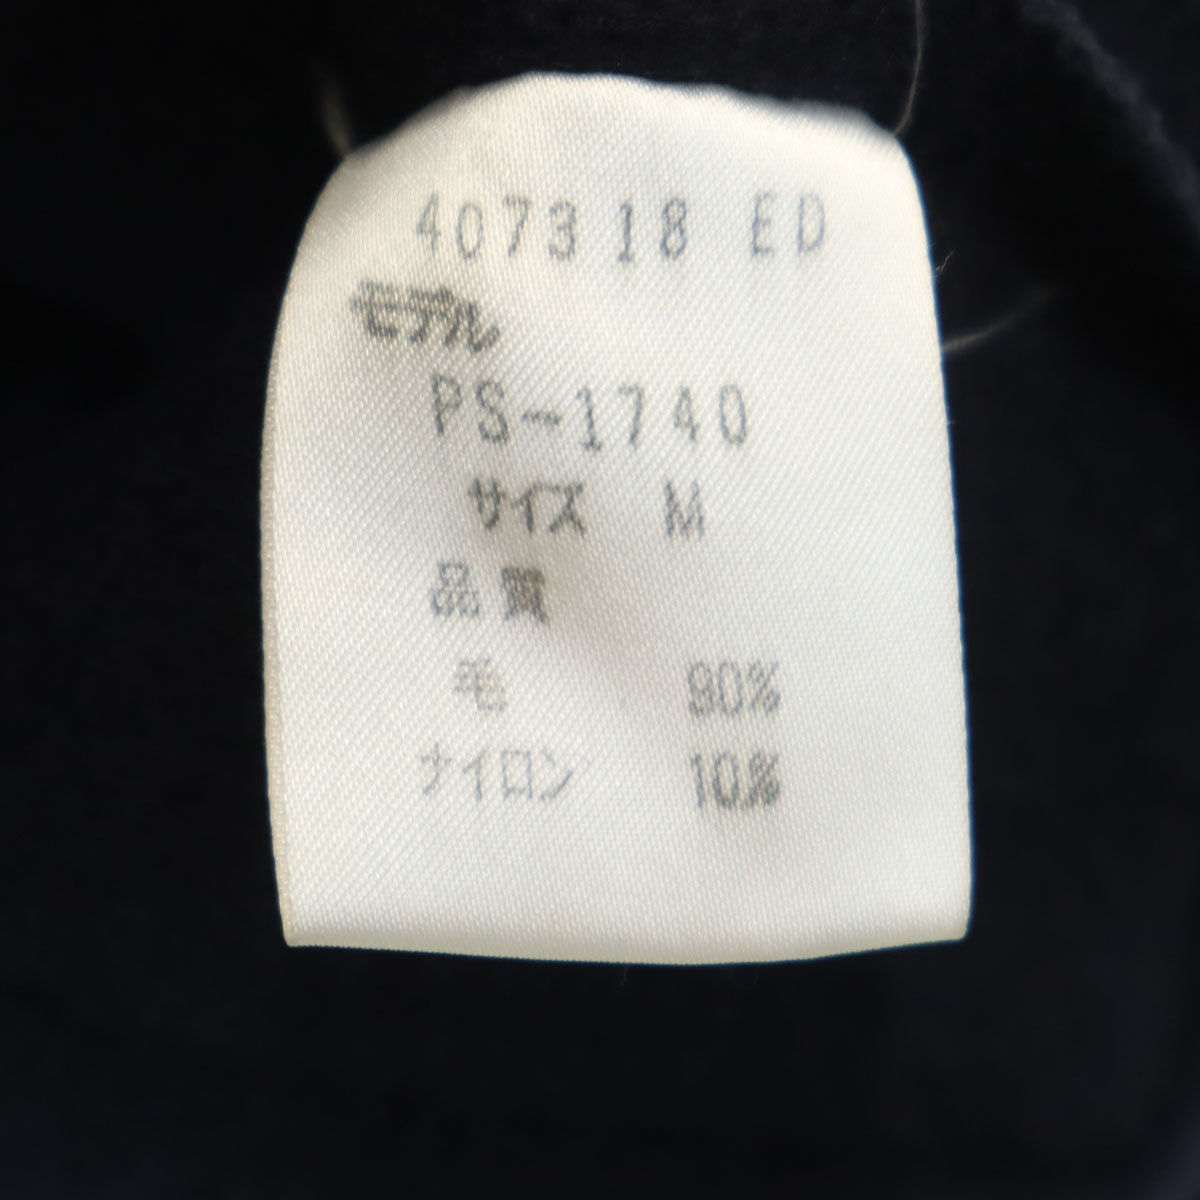 407318 ED
モデル
PS-1740
サイズ M
品質
毛 90%
ナイロン 10%